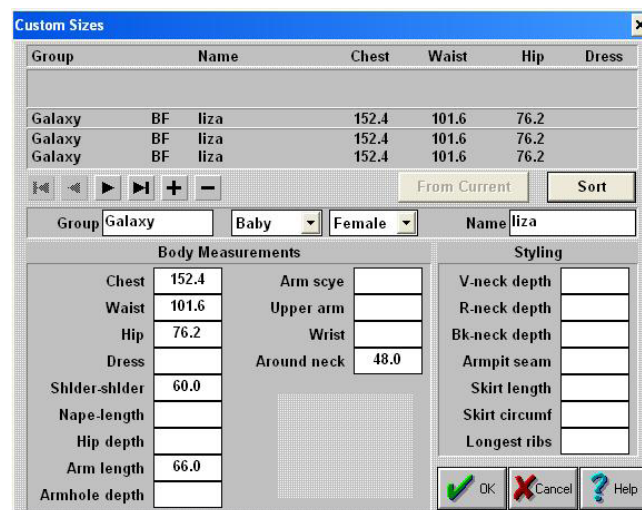 Custom Sizes
Group Name Chest Waist Hip Dress
Galaxy BF liza 152.4 101.6 76.2
Galaxy BF liza 152.4 101.6 76.2
Galaxy BF liza 152.4 101.6 76.2
From Current Sort
Group Galaxy Baby Female Name liza
Body Measurements Styling
Chest 152.4 Arm scye V-neck depth
Waist 101.6 Upper arm R-neck depth
Hip 76.2 Wrist Bk-neck depth
Dress Around neck 48.0 Armpit seam
Shlder-shlder 60.0 Skirt length
Nape-length Skirt circumf
Hip depth Longest ribs
Arm length 66.0
OK Cancel Help
Armhole depth